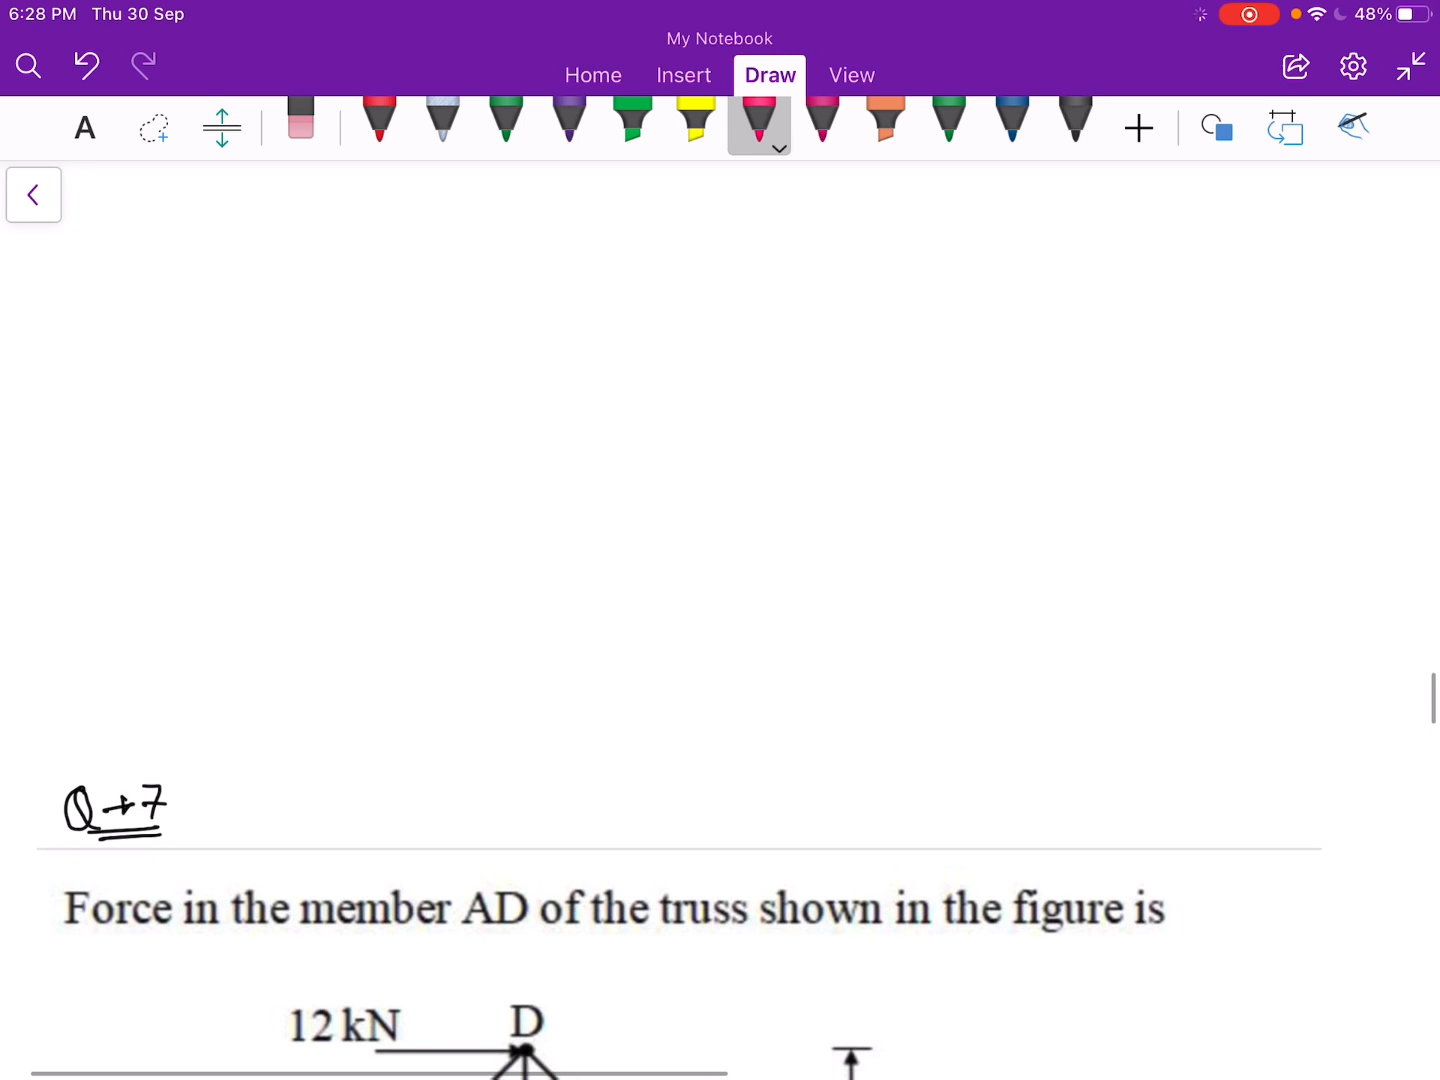 6:28 PM Thu 30 Sep
48%
My Notebook
Home Insert Draw View
A
Q→7
Force in the member AD of the truss shown in the figure is
12 kN D